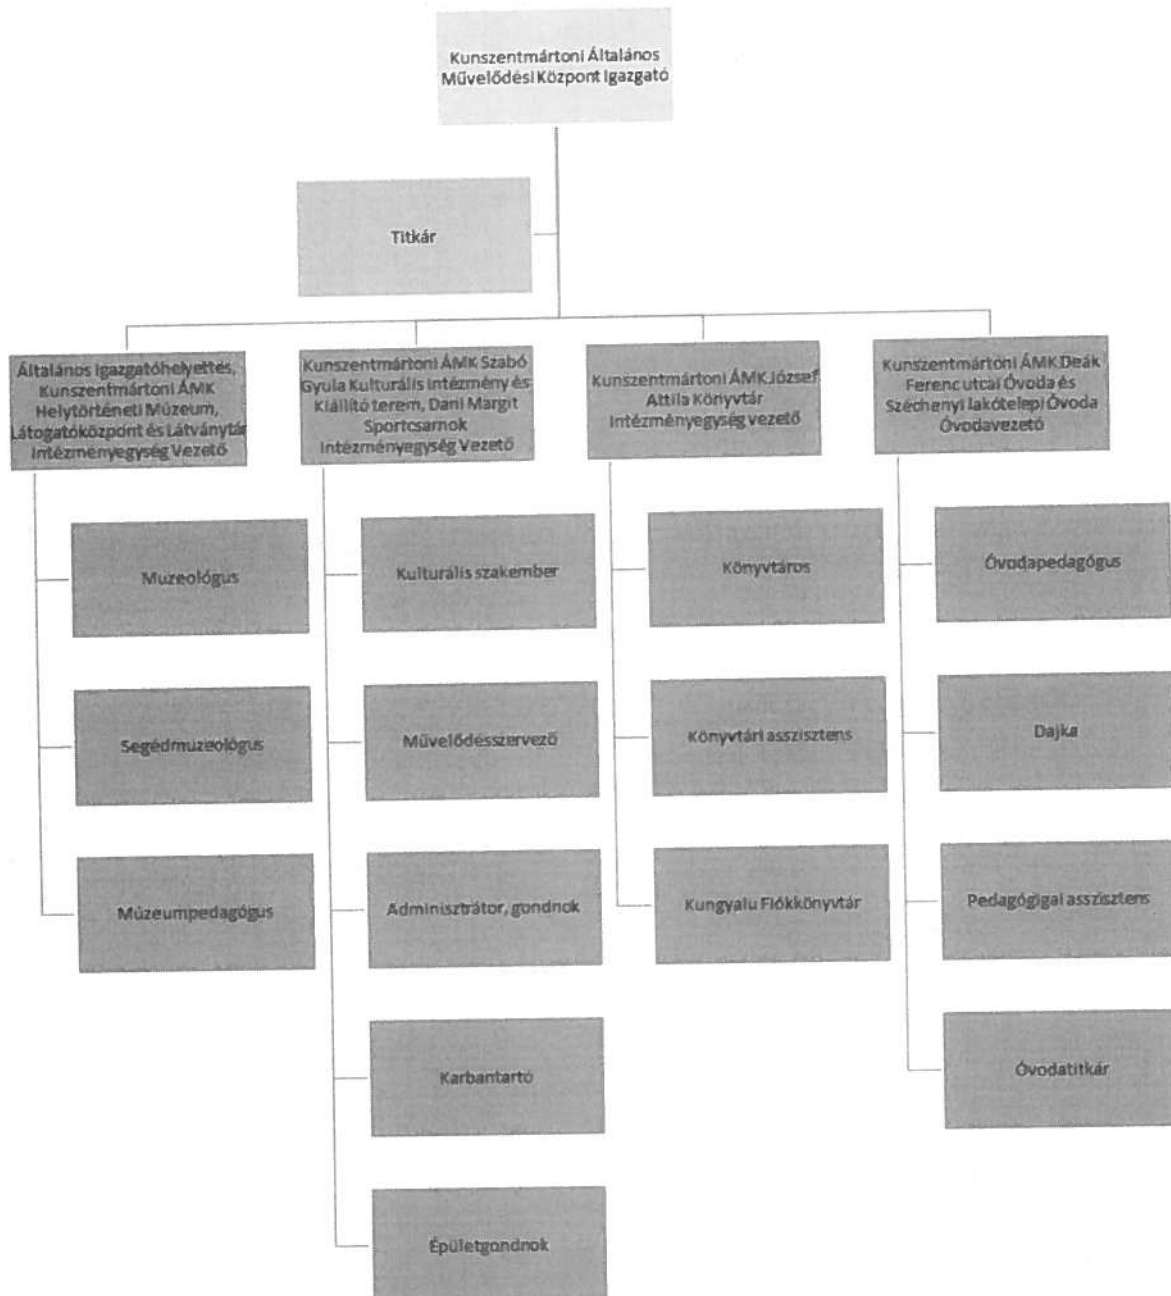 Kunszentmártoni Általános
Művelődési Központ Igazgató
Titkár
Általános Igazgatóhelyettes,
Kunszentmártoni ÁMK
Helytörténeti Múzeum,
Látogatóközpont és Látványtár
Intézményegység Vezető
Kunszentmártoni ÁMK Szabó
Gyula Kulturális Intézmény és
Kiállító terem, Dani Margit
Sportcsarnok
Intézményegység Vezető
Kunszentmártoni ÁMK József
Attila Könyvtár
Intézményegység vezető
Kunszentmártoni ÁMK Deák
Ferenc utcai Óvoda és
Széchenyi lakótelepi Óvoda
Óvodavezető
Muzeológus
Segédmuzeológus
Múzeumpedagógus
Kulturális szakember
Művelődésszervező
Adminisztrátor, gondnok
Karbantartó
Épületgondnok
Könyvtáros
Könyvtári asszisztens
Kungyalu Fiókkönyvtár
Óvodapedagógus
Dajka
Pedagógigai asszisztens
Óvodatitkár